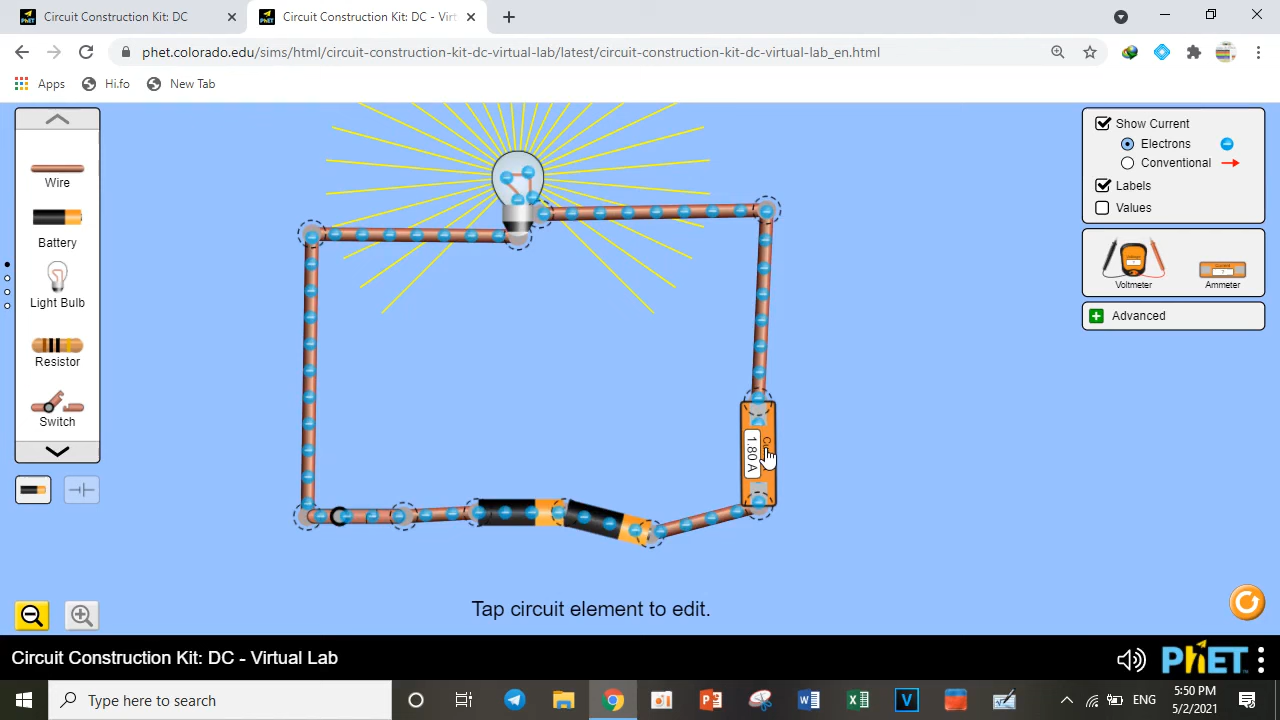 Circuit Construction Kit: DC
Circuit Construction Kit: DC - Virt
phet.colorado.edu/sims/html/circuit-construction-kit-dc-virtual-lab/latest/circuit-construction-kit-dc-virtual-lab_en.html
Apps Hi.fo New Tab
Wire
Battery
Light Bulb
Resistor
Switch
Show Current
Electrons
Conventional
Labels
Values
Voltmeter Ammeter
Advanced
1.80 A
Tap circuit element to edit.
Circuit Construction Kit: DC - Virtual Lab
PhET
Type here to search
ENG
5:50 PM
5/2/2021